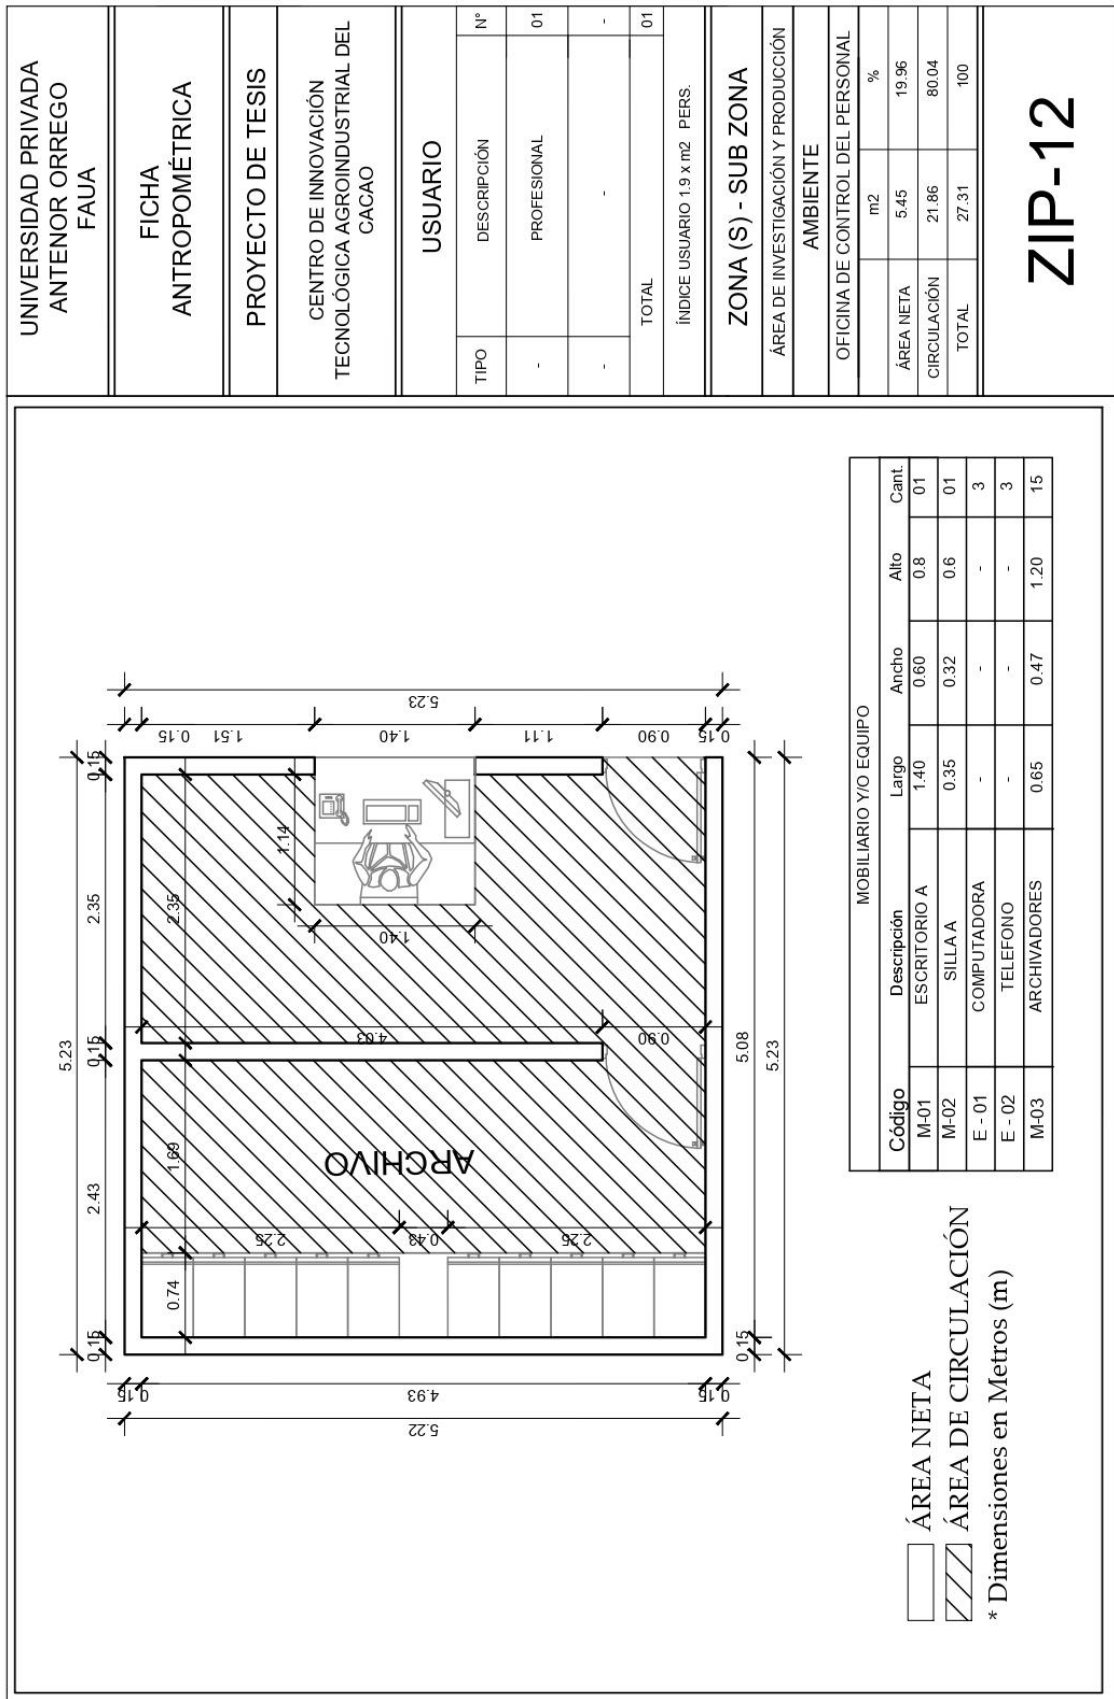 UNIVERSIDAD PRIVADA
ANTENOR ORREGO
FAUA
FICHA
ANTROPOMÉTRICA
PROYECTO DE TESIS
CENTRO DE INNOVACIÓN
TECNOLÓGICA AGROINDUSTRIAL DEL
CACAO
USUARIO
TIPO DESCRIPCIÓN N°
- PROFESIONAL 01
- - -
TOTAL 01
ÍNDICE USUARIO 1.9 x m2 PERS.
ZONA (S) - SUB ZONA
ÁREA DE INVESTIGACIÓN Y PRODUCCIÓN
AMBIENTE
OFICINA DE CONTROL DEL PERSONAL
m2 %
ÁREA NETA 5.45 19.96
CIRCULACIÓN 21.86 80.04
TOTAL 27.31 100
ZIP-12
5.23
0.15 2.43 0.15 2.35 0.15
5.22
0.15 4.93 0.15
0.74 1.69 2.35
2.25 0.43 2.25
ARCHIVO
4.03 0.90
1.14
1.40
0.15 1.51 1.40 1.11 0.90 0.15
5.23
0.15 5.08
5.23
MOBILIARIO Y/O EQUIPO
Código Descripción Largo Ancho Alto Cant.
M-01 ESCRITORIO A 1.40 0.60 0.8 01
M-02 SILLA A 0.35 0.32 0.6 01
E - 01 COMPUTADORA - - - 3
E - 02 TELEFONO - - - 3
M-03 ARCHIVADORES 0.65 0.47 1.20 15
ÁREA NETA
ÁREA DE CIRCULACIÓN
* Dimensiones en Metros (m)